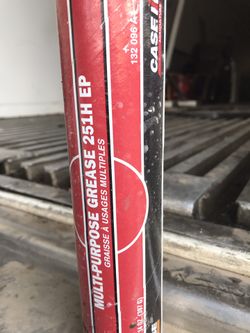 MULTI-PURPOSE GREASE 251H EP
GRAISSE À USAGES MULTIPLES
132 096 A1
CASE